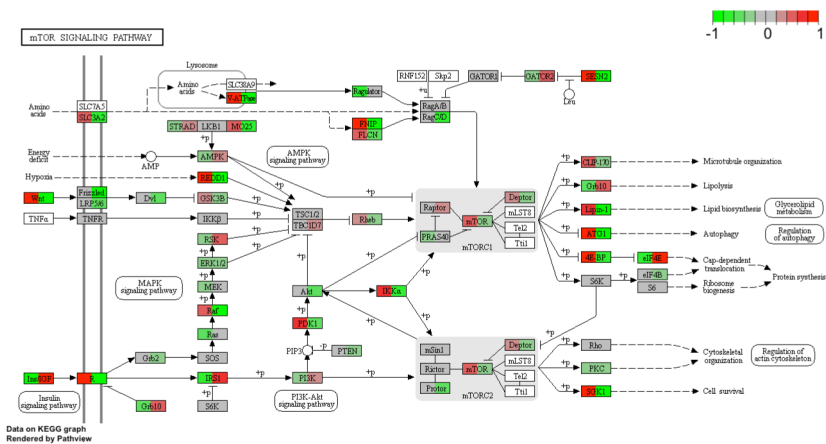 -1 0 1
mTOR SIGNALING PATHWAY
Lysosome
Amino
acids
SLC38A9
V-ATPase
Ragulator
RNF152
Skp2
+u
GATOR1
GATOR2
SESN2
Leu
RagA/B
RagC/D
Amino
acids
SLC7A5
SLC3A2
FNIP
FLCN
STRAD
LKB1
MO25
+p
Energy
deficit
AMP
AMPK
AMPK
signaling pathway
Hypoxia
REDD1
+p
Wnt
Frizzled
LRP5/6
Dvl
GSK3B
TNFα
TNFR
IKKβ
TSC1/2
TBC1D7
Rheb
+p
+p
RSK
ERK1/2
MEK
Raf
Ras
SOS
MAPK
signaling pathway
Raptor
mTOR
PRAS40
Deptor
mLST8
Tel2
Tti1
mTORC1
+p
CLIP-170
Microtubule organization
+p
Grb10
Lipolysis
+p
Lipin-1
Lipid biosynthesis
Glycerolipid
metabolism
+p
ATG1
Autophagy
Regulation
of autophagy
+p
4E-BP
eIF4E
Cap-dependent
translocation
+p
S6K
+p
eIF4B
S6
Ribosome
biogenesis
Protein systhesis
Akt
+p
IKKα
+p
+p
+p
+p
PDK1
PIP3
-p
PTEN
Ins/IGF
R
Grb2
Grb10
IRS1
+p
S6K
+p
PI3K
+p
Insulin
signaling pathway
PI3K-Akt
signaling pathway
mSin1
Rictor
Protor
mTOR
Deptor
mLST8
Tel2
Tti1
mTORC2
+p
Rho
+p
PKC
Cytoskeletal
organization
Regulation of
actin cytoskeleton
+p
SGK1
Cell survival
Data on KEGG graph
Rendered by Pathview